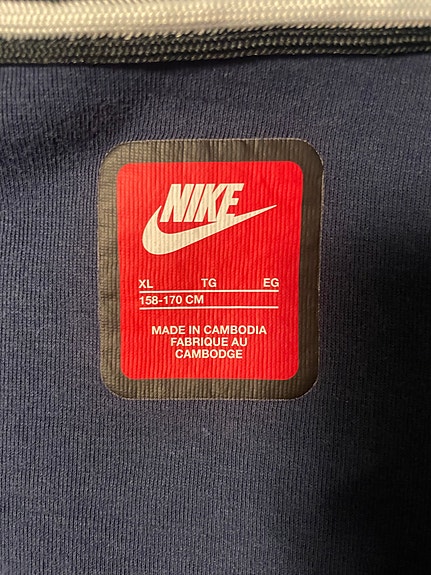 NIKE
XL TG EG
158-170 CM
MADE IN CAMBODIA
FABRIQUE AU
CAMBODGE